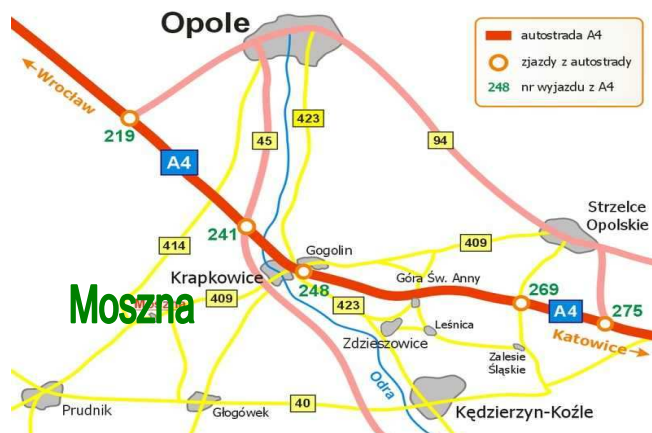 Opole
autostrada A4
zjazdy z autostrady
248 nr wyjazdu z A4
Wrocław
219
423
45
94
A4
Strzelce
Opolskie
241
414
409
Gogolin
Krapkowice
248
Góra Św. Anny
269
275
409
Moszna
423
Leśnica
A4
Zdzieszowice
Katowice
Zalesie
Śląskie
Odra
Prudnik
Głogówek
40
Kędzierzyn-Koźle